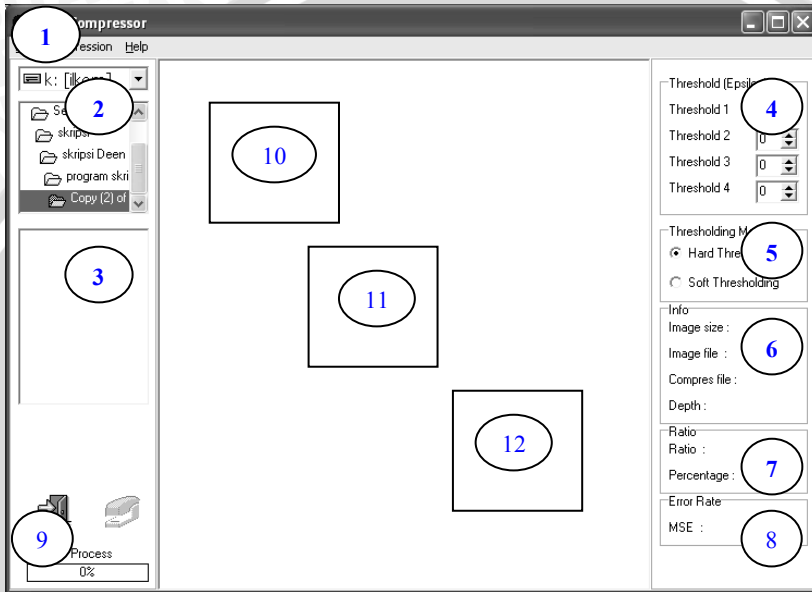 ompressor
1
ression Help
k: [ilkom]
2
skripsi
skripsi Deen
program skri
Copy (2) of
3
9
Process
0%
10
11
12
Threshold (Epsilo
4
Threshold 1
Threshold 2 0
Threshold 3 0
Threshold 4 0
Thresholding M
5
Hard Thre
Soft Thresholding
Info
6
Image size :
Image file :
Compres file :
Depth :
Ratio
7
Ratio :
Percentage :
Error Rate
8
MSE :